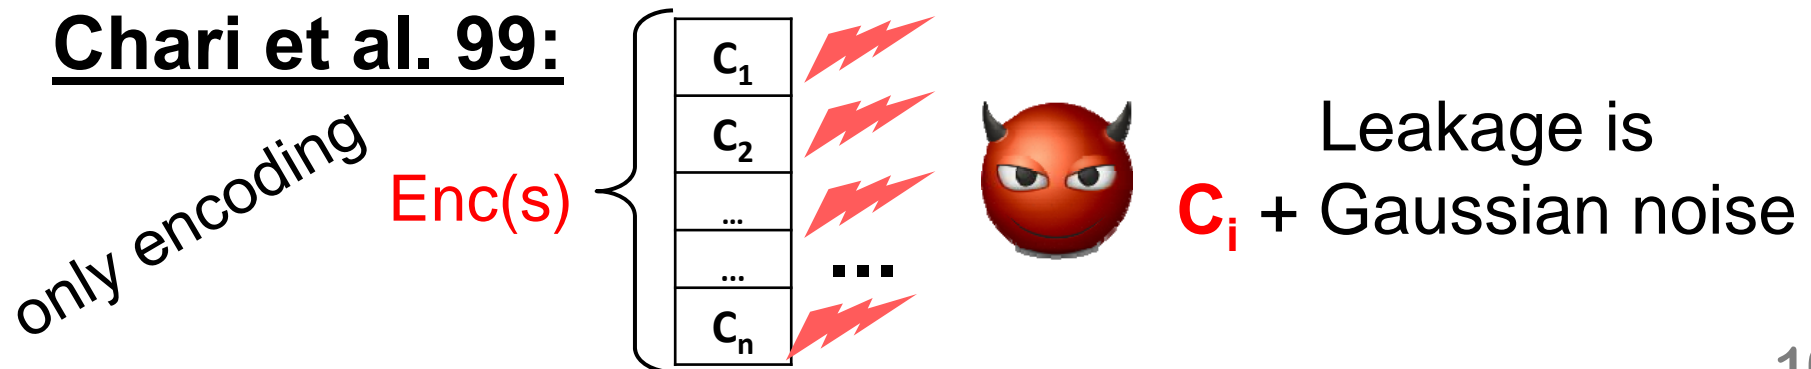 Chari et al. 99:
only encoding
Enc(s)
C1
C2
...
...
Cn
...
Leakage is
Ci + Gaussian noise